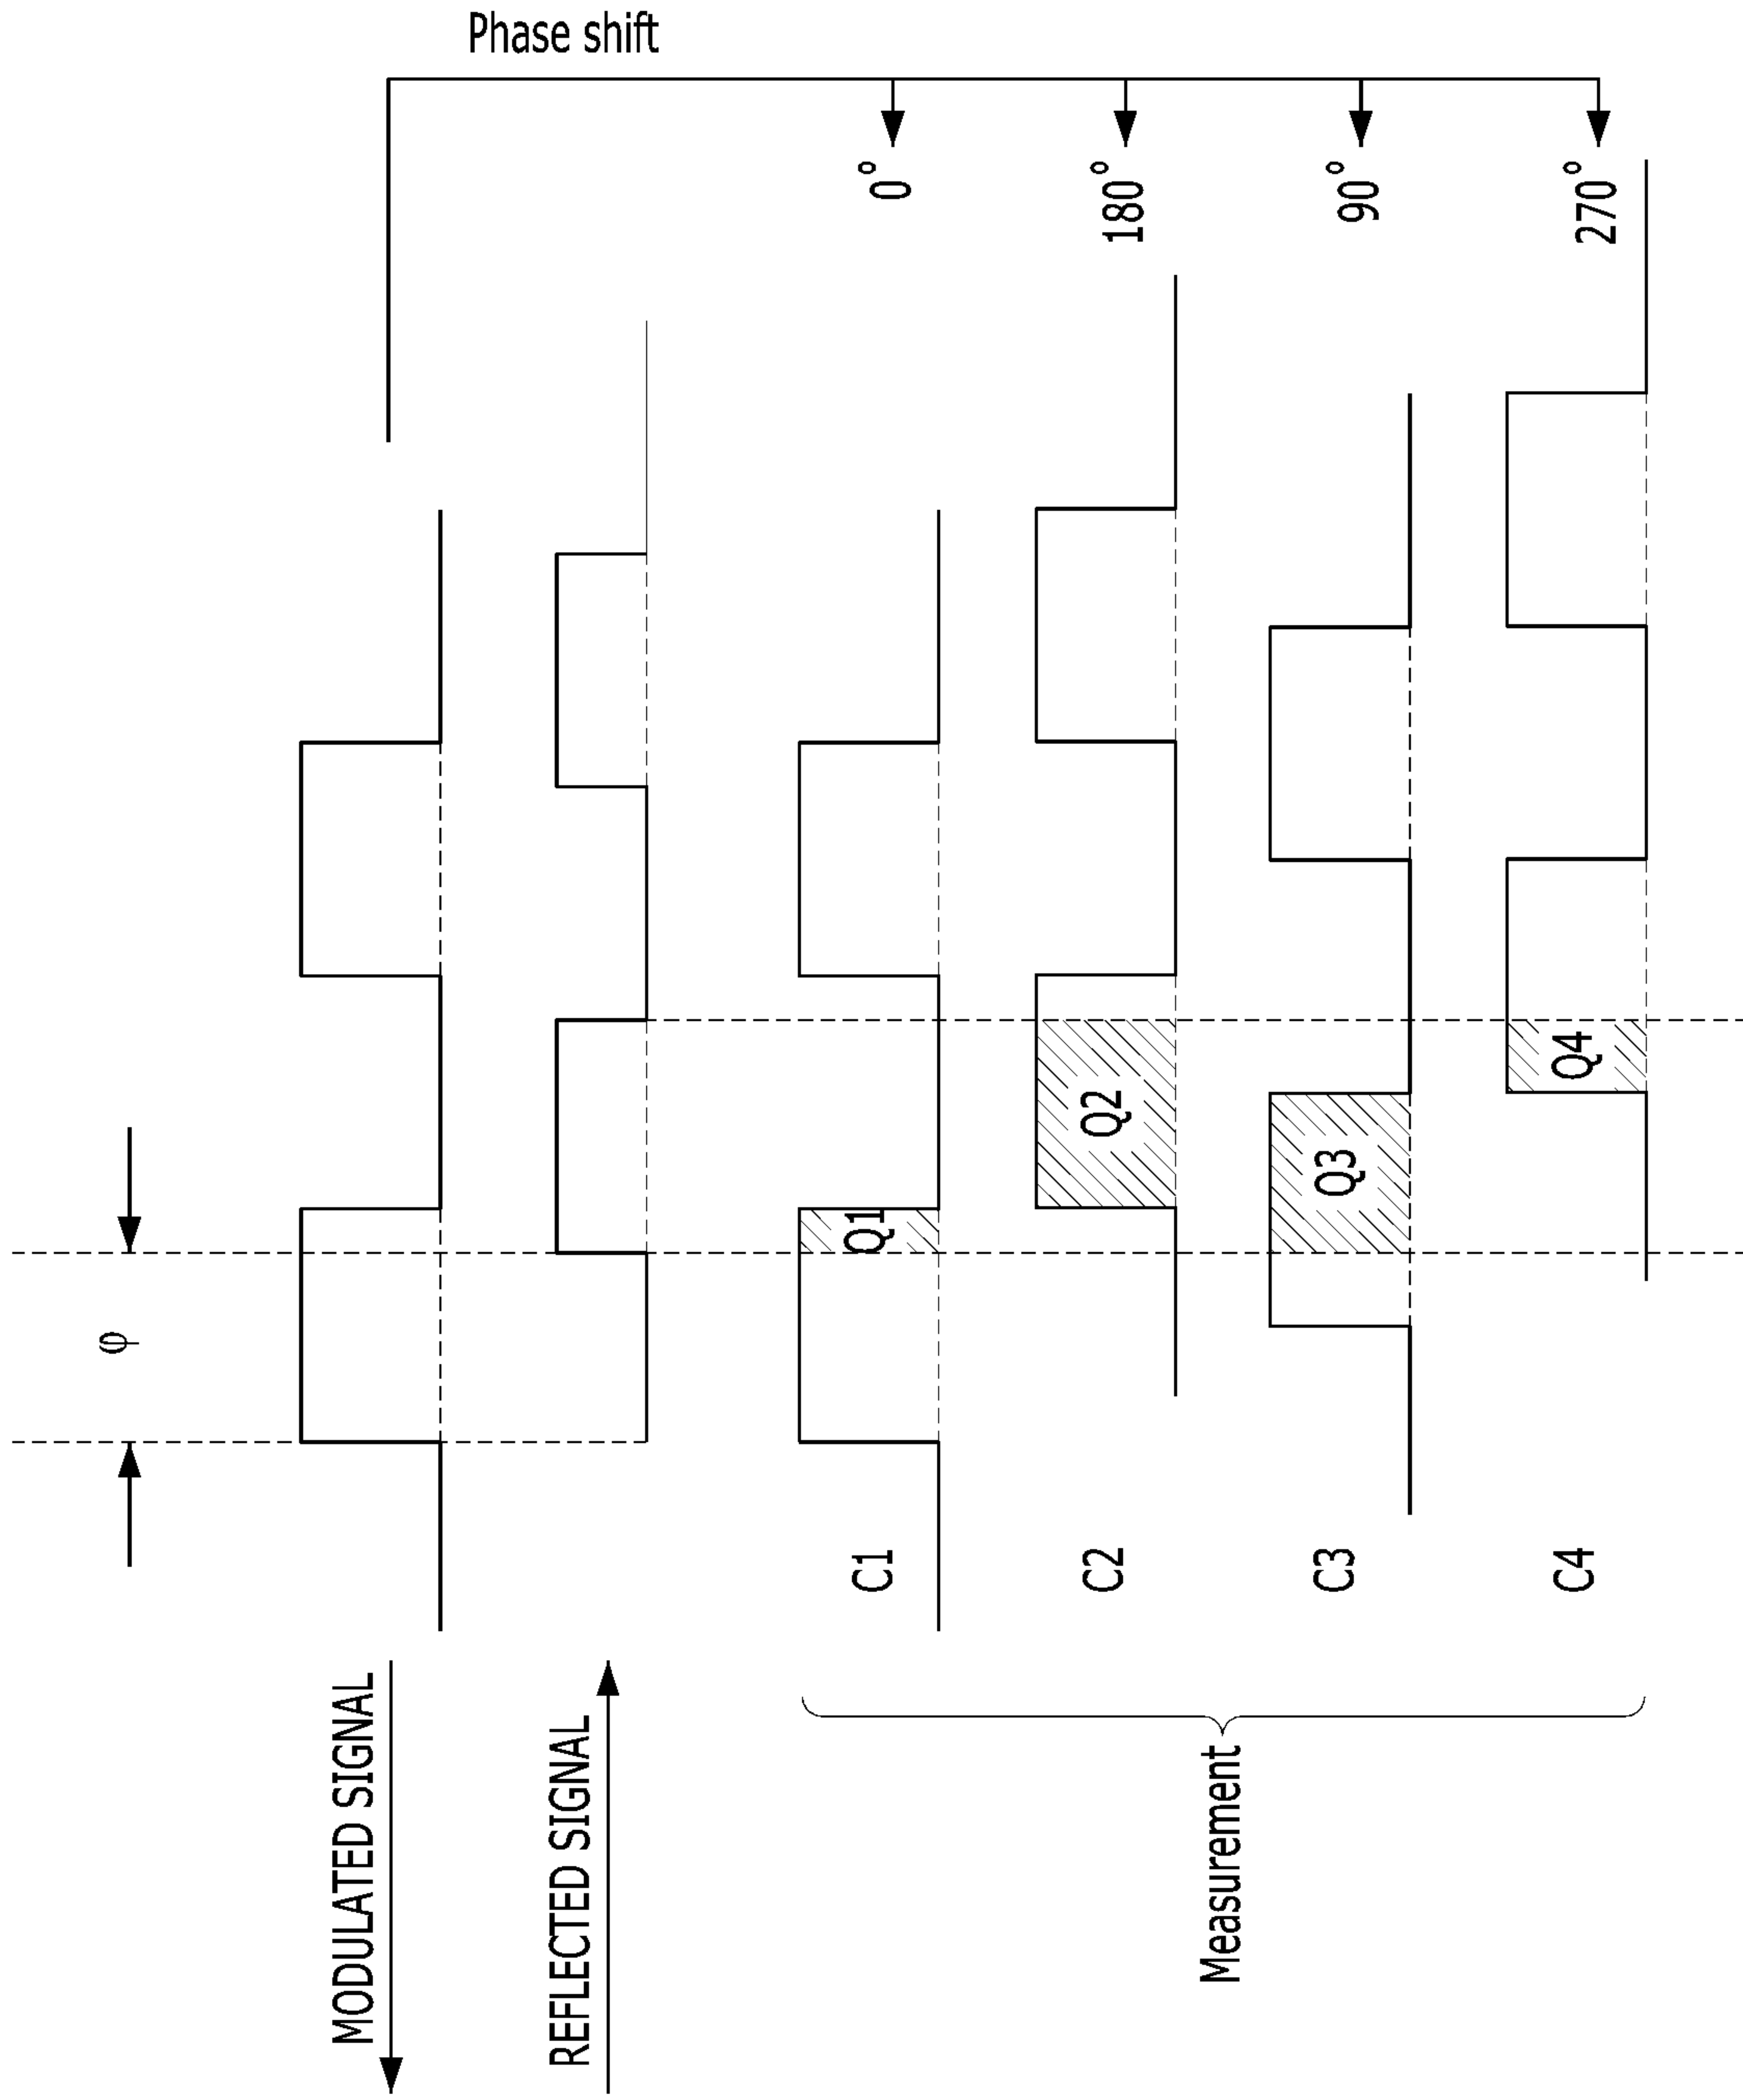 Phase shift
φ
MODULATED SIGNAL
REFLECTED SIGNAL
Measurement
C1
Q1
0°
C2
Q2
180°
C3
Q3
90°
C4
Q4
270°